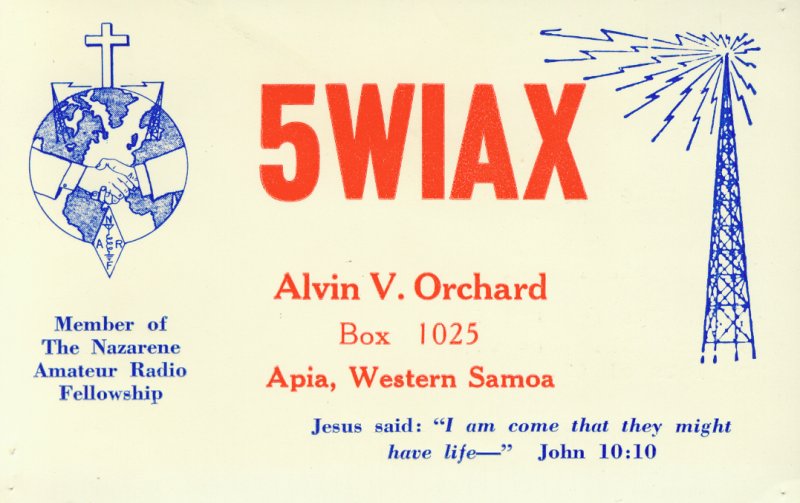 5WIAX
N
A R
F
Alvin V. Orchard
Box 1025
Apia, Western Samoa
Member of
The Nazarene
Amateur Radio
Fellowship
Jesus said: “I am come that they might
have life—” John 10:10